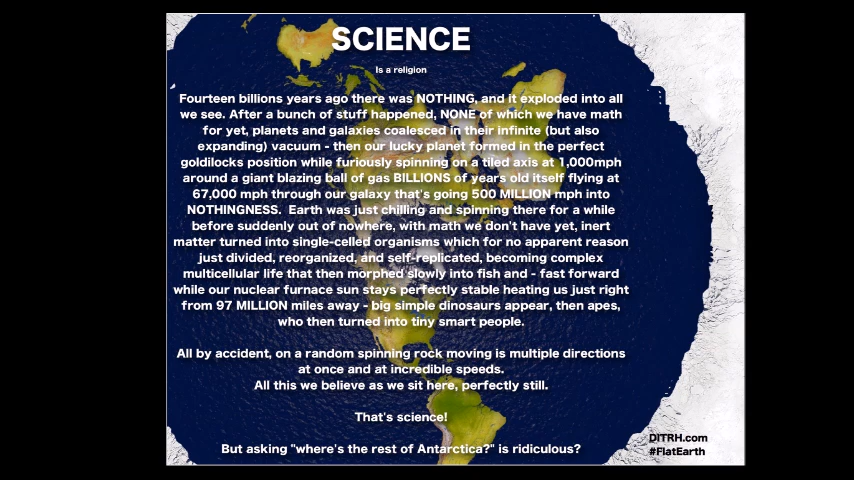 SCIENCE
Is a religion
Fourteen billions years ago there was NOTHING, and it exploded into all
we see. After a bunch of stuff happened, NONE of which we have math
for yet, planets and galaxies coalesced in their infinite (but also
expanding) vacuum - then our lucky planet formed in the perfect
goldilocks position while furiously spinning on a tiled axis at 1,000mph
around a giant blazing ball of gas BILLIONS of years old itself flying at
67,000 mph through our galaxy that's going 500 MILLION mph into
NOTHINGNESS. Earth was just chilling and spinning there for a while
before suddenly out of nowhere, with math we don't have yet, inert
matter turned into single-celled organisms which for no apparent reason
just divided, reorganized, and self-replicated, becoming complex
multicellular life that then morphed slowly into fish and - fast forward
while our nuclear furnace sun stays perfectly stable heating us just right
from 97 MILLION miles away - big simple dinosaurs appear, then apes,
who then turned into tiny smart people.
All by accident, on a random spinning rock moving is multiple directions
at once and at incredible speeds.
All this we believe as we sit here, perfectly still.
That's science!
But asking "where's the rest of Antarctica?" is ridiculous?
DITRH.com
#FlatEarth